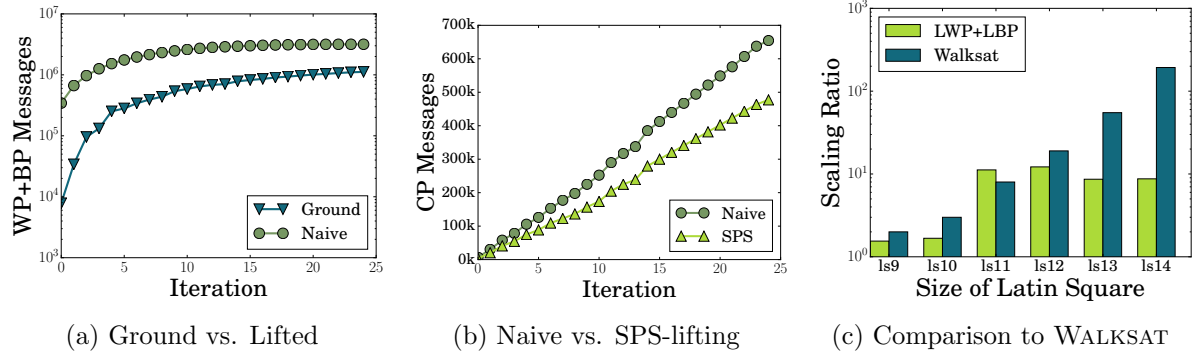 WP+BP Messages
10^7
10^6
10^5
10^4
10^3
0 5 10 15 20 25
Iteration
Ground
Naive
(a) Ground vs. Lifted
CP Messages
700k
600k
500k
400k
300k
200k
100k
0k
0 5 10 15 20 25
Iteration
Naive
SPS
(b) Naive vs. SPS-lifting
Scaling Ratio
10^3
10^2
10^1
10^0
LWP+LBP
Walksat
ls9 ls10 ls11 ls12 ls13 ls14
Size of Latin Square
(c) Comparison to WALKSAT